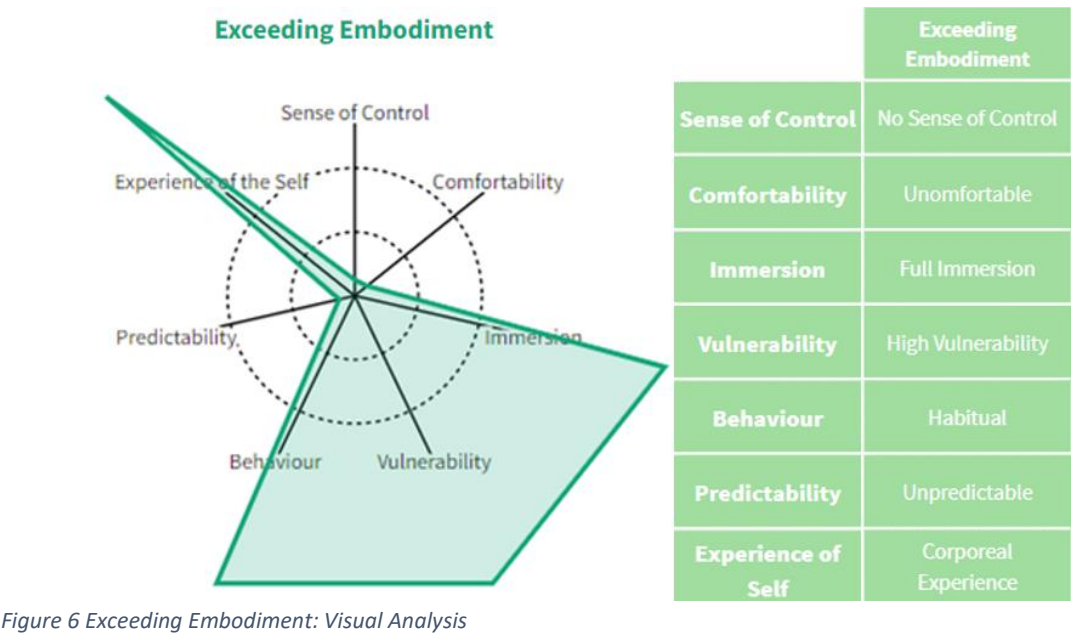 Exceeding Embodiment
Sense of Control
Experience of the Self
Comfortability
Predictability
Immersion
Behaviour
Vulnerability
Exceeding
Embodiment
Sense of Control
No Sense of Control
Comfortability
Unomfortable
Immersion
Full Immersion
Vulnerability
High Vulnerability
Behaviour
Habitual
Predictability
Unpredictable
Experience of
Self
Corporeal
Experience
Figure 6 Exceeding Embodiment: Visual Analysis